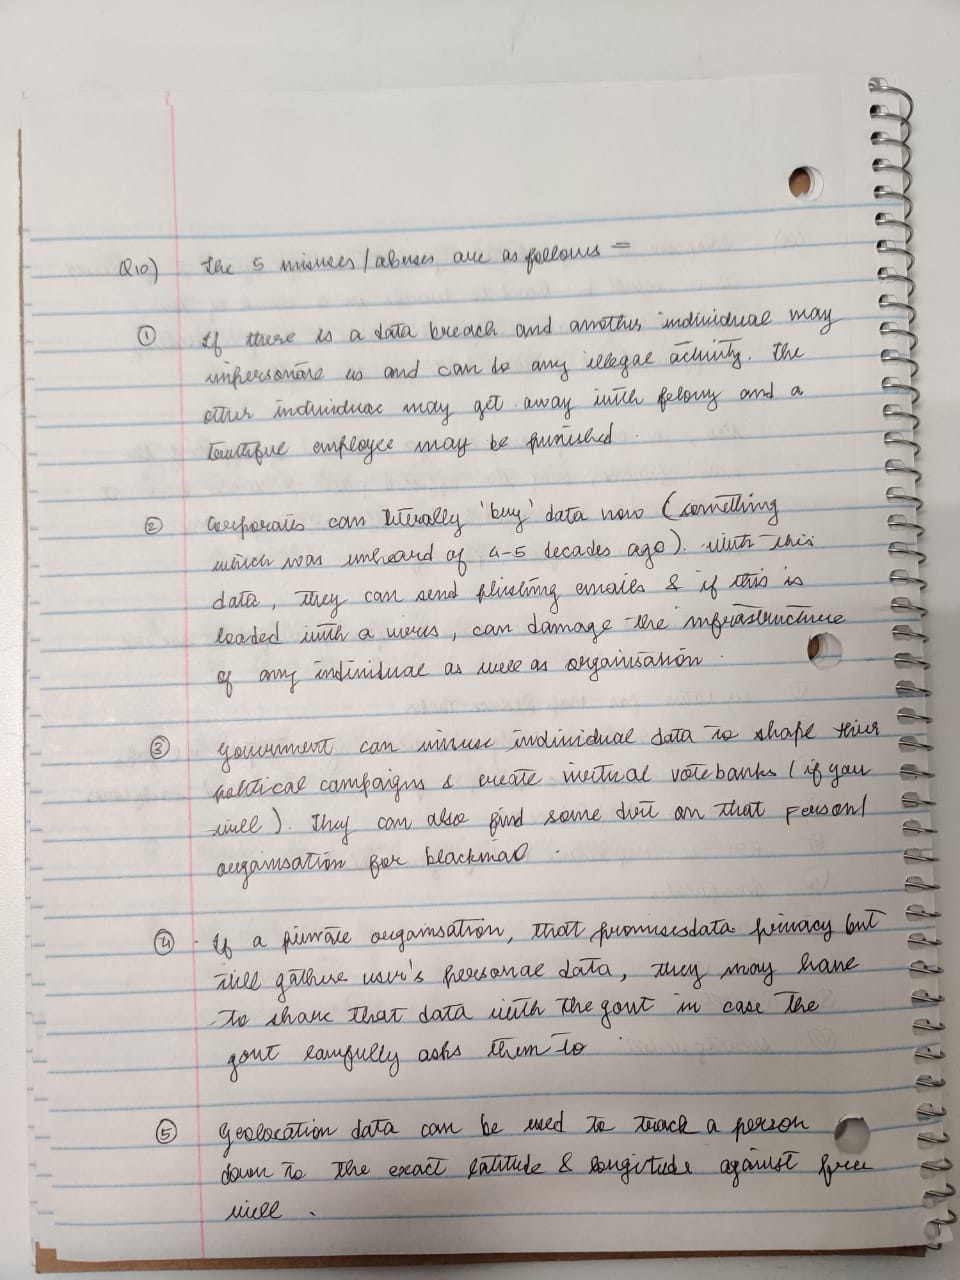 Q10) The 5 misuses/abuses are as follows =
① If there is a data breach and another individual may
impersonate us and can do any illegal activity. The
other individual may get away with felony and a
employee may be punished.
② Corporates can literally 'buy' data now (something
which was unheard of 4-5 decades ago). With this
data, they can send phishing emails & if this is
loaded with a virus, can damage the infrastructure
of any individual as well as organisation.
③ Government can misuse individual data to shape their
political campaigns & create virtual votebanks (if you
will). They can also find some dirt on that person/
organisation for blackmail.
④ If a private organisation, that promises data privacy but
still gathers user's personal data, they may have
to share that data with the govt in case the
govt lawfully asks them to.
⑤ Geolocation data can be used to track a person
down to the exact latitude & longitude against free
will.